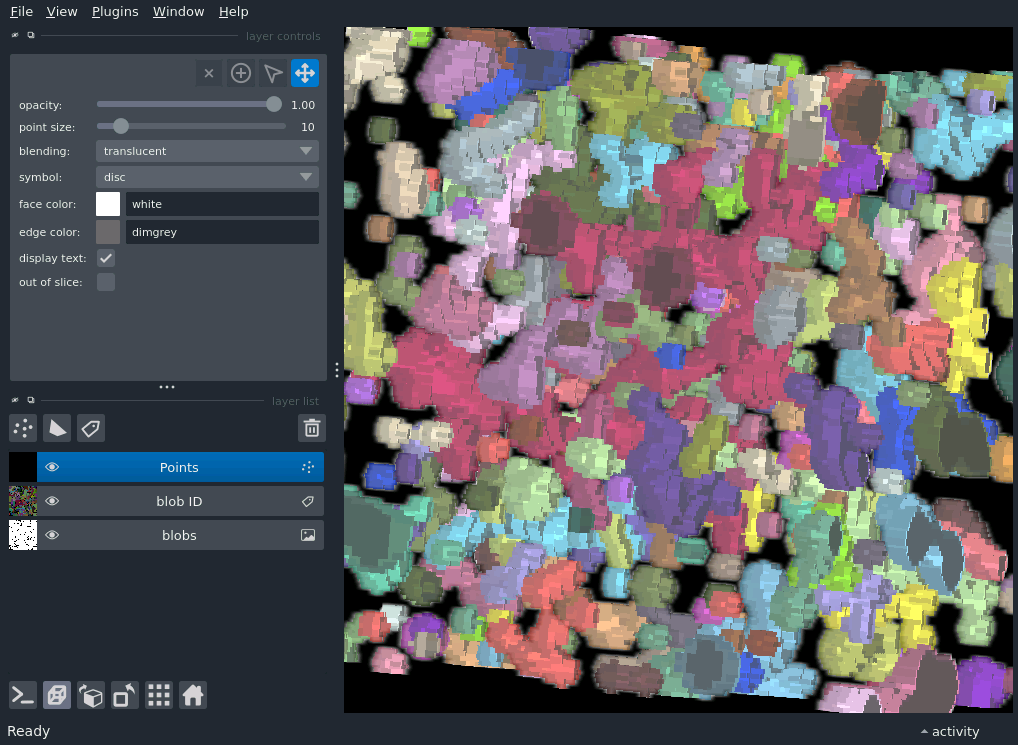 File View Plugins Window Help
layer controls
opacity: 1.00
point size: 10
blending: translucent
symbol: disc
face color: white
edge color: dimgrey
display text:
out of slice:
layer list
Points
blob ID
blobs
Ready activity